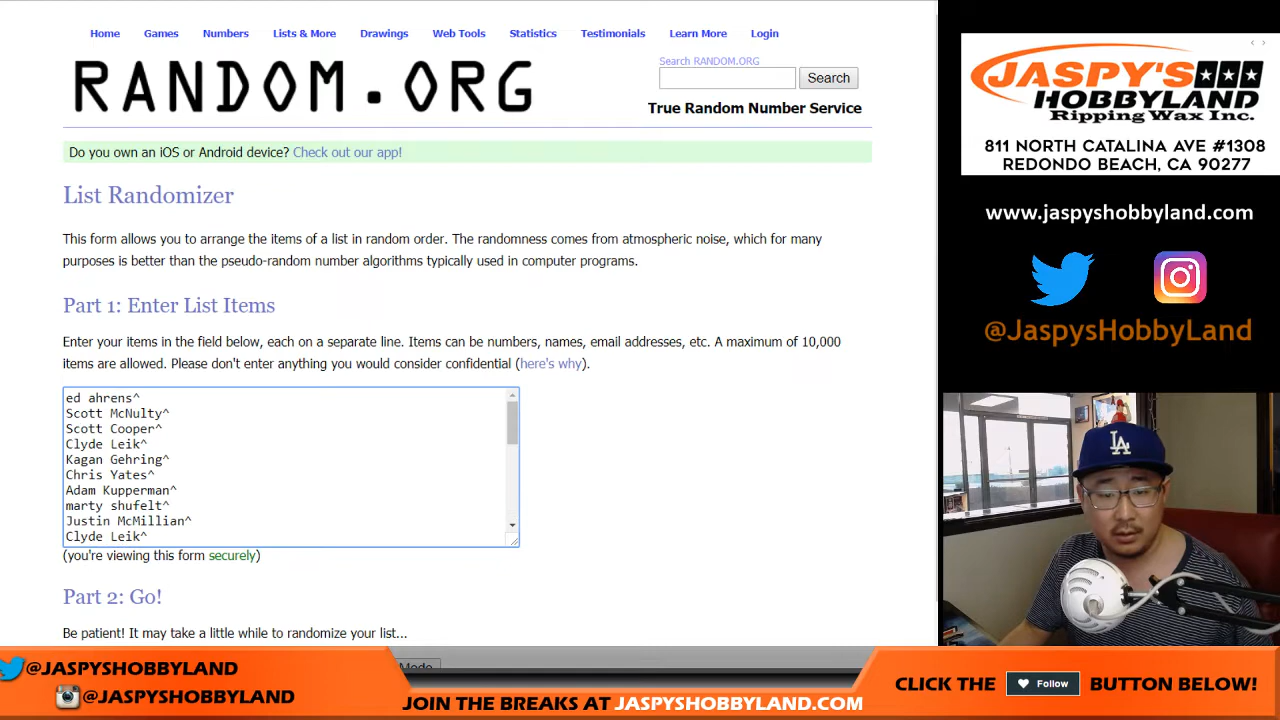 Home Games Numbers Lists & More Drawings Web Tools Statistics Testimonials Learn More Login
RANDOM.ORG
Search RANDOM.ORG
Search
True Random Number Service
Do you own an iOS or Android device? Check out our app!
List Randomizer
This form allows you to arrange the items of a list in random order. The randomness comes from atmospheric noise, which for many
purposes is better than the pseudo-random number algorithms typically used in computer programs.
Part 1: Enter List Items
Enter your items in the field below, each on a separate line. Items can be numbers, names, email addresses, etc. A maximum of 10,000
items are allowed. Please don't enter anything you would consider confidential (here's why).
ed ahrens^
Scott McNulty^
Scott Cooper^
Clyde Leik^
Kagan Gehring^
Chris Yates^
Adam Kupperman^
marty shufelt^
Justin McMillian^
Clyde Leik^
(you're viewing this form securely)
Part 2: Go!
Be patient! It may take a little while to randomize your list...
Mode
JASPY'S
HOBBYLAND
Ripping Wax Inc.
811 NORTH CATALINA AVE #1308
REDONDO BEACH, CA 90277
www.jaspyshobbyland.com
@JaspysHobbyLand
LA
@JASPYSHOBBYLAND
@JASPYSHOBBYLAND
JOIN THE BREAKS AT JASPYSHOBBYLAND.COM
CLICK THE Follow BUTTON BELOW!